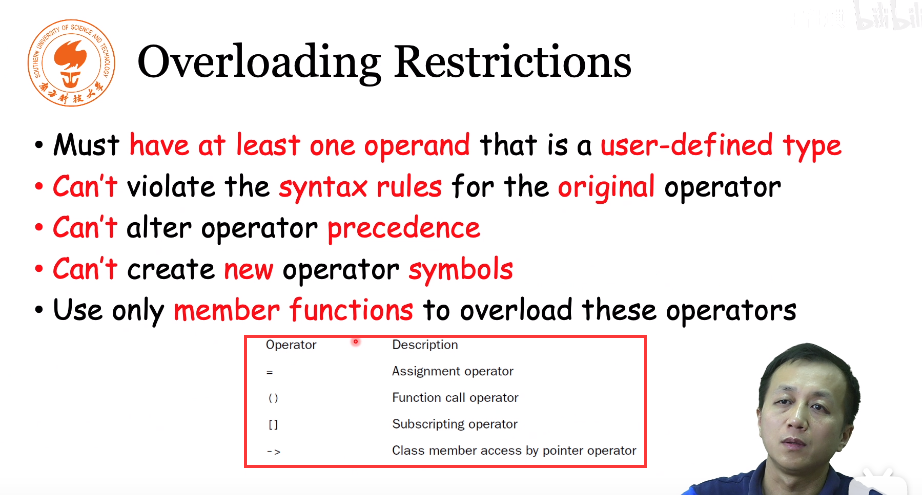 bilibili
SOUTHERN UNIVERSITY OF SCIENCE AND TECHNOLOGY
南方科技大學
Overloading Restrictions
• Must have at least one operand that is a user-defined type
• Can't violate the syntax rules for the original operator
• Can't alter operator precedence
• Can't create new operator symbols
• Use only member functions to overload these operators
Operator Description
= Assignment operator
() Function call operator
[] Subscripting operator
-> Class member access by pointer operator